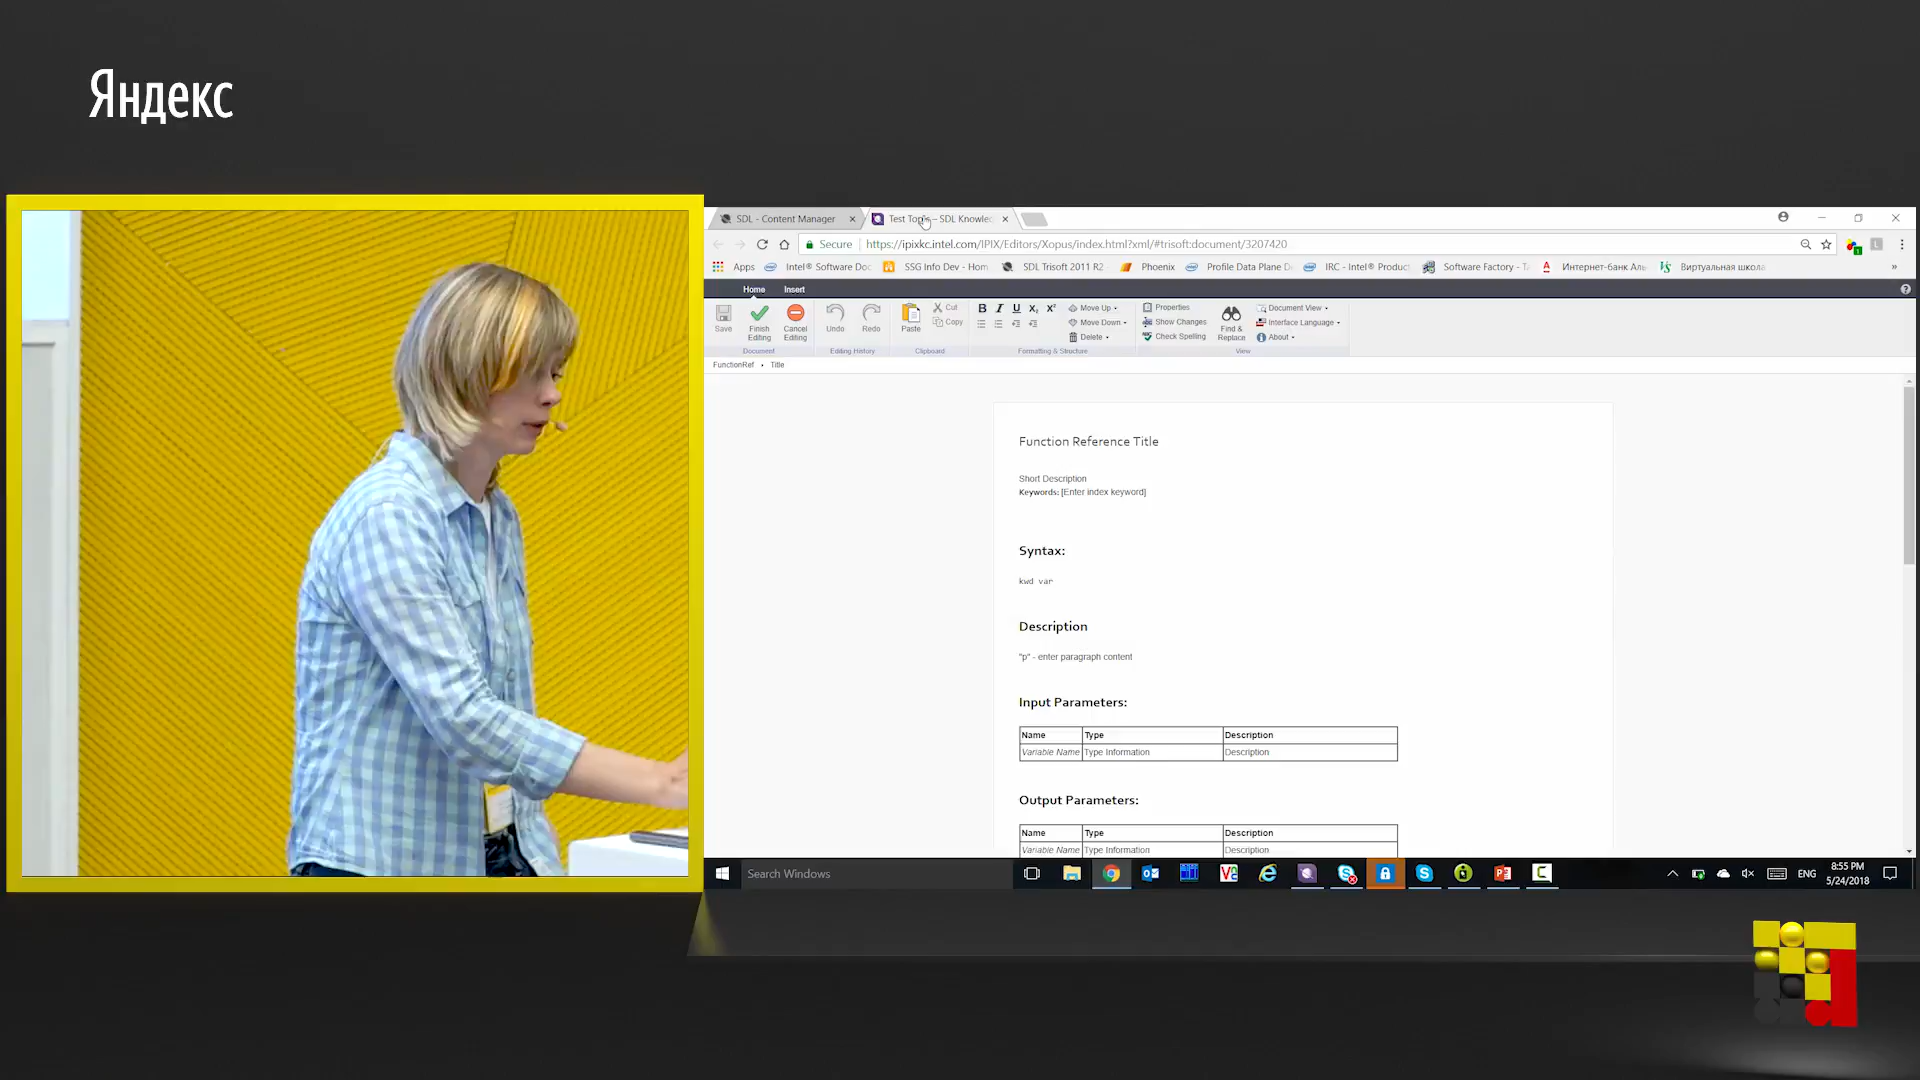 Яндекс
SDL - Content Manager
Test Topic – SDL Knowlec
Secure
https://ipixkc.intel.com/IPIX/Editors/Xopus/index.html?xml/#trisoft:document/3207420
Apps
Intel® Software Doc
SSG Info Dev - Hom
SDL Trisoft 2011 R2
Phoenix
Profile Data Plane De
IRC - Intel® Product
Software Factory - Ta
Интернет-банк Аль
Виртуальная школа
»
Home Insert
Save
Finish Editing
Cancel Editing
Document
Undo
Redo
Editing History
Paste
Cut
Copy
Clipboard
B I U X₂ X²
Move Up
Move Down
Delete
Formatting & Structure
Properties
Show Changes
Check Spelling
Find & Replace
Document View
Interface Language
About
View
FunctionRef • Title
Function Reference Title
Short Description
Keywords: [Enter index keyword]
Syntax:
kwd var
Description
"p" - enter paragraph content
Input Parameters:
Name Type Description
Variable Name Type Information Description
Output Parameters:
Name Type Description
Variable Name Type Information Description
Search Windows
ENG
8:55 PM
5/24/2018